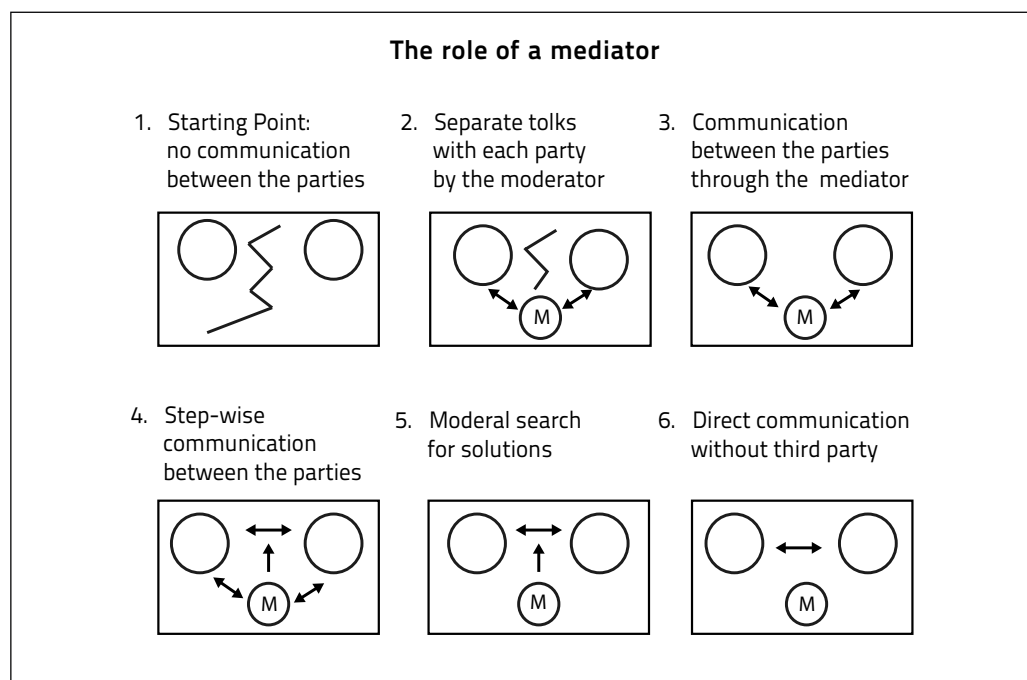 The role of a mediator
1. Starting Point:
no communication
between the parties
2. Separate tolks
with each party
by the moderator
3. Communication
between the parties
through the mediator
M
M
4. Step-wise
communication
between the parties
5. Moderal search
for solutions
6. Direct communication
without third party
M
M
M